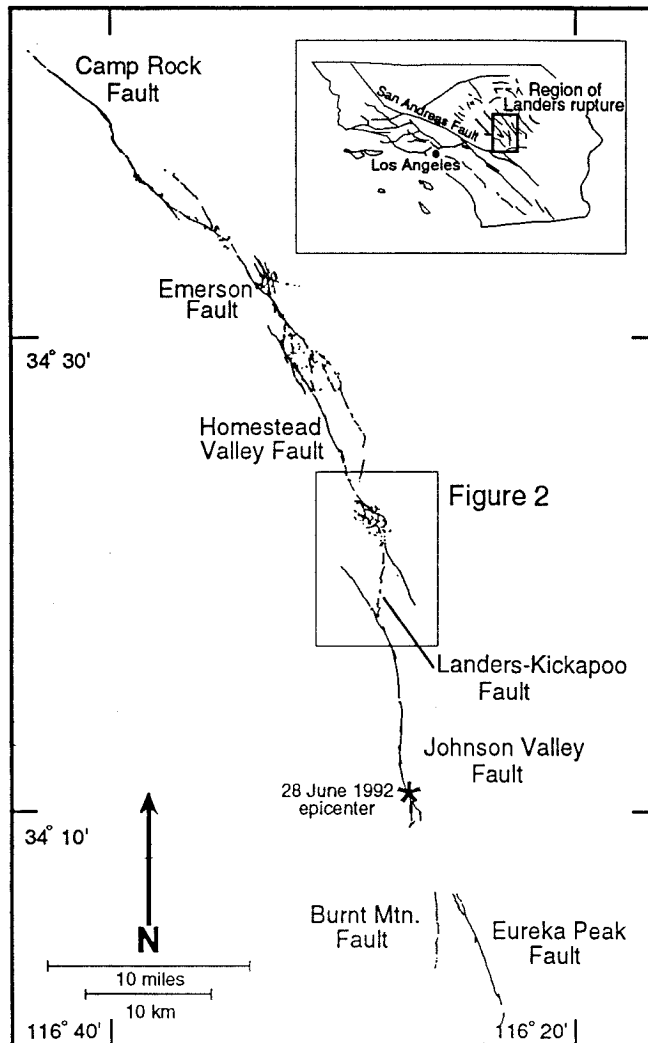 Camp Rock
Fault
San Andreas Fault
Region of
Landers rupture
Los Angeles
Emerson
Fault
34° 30'
Homestead
Valley Fault
Figure 2
Landers-Kickapoo
Fault
Johnson Valley
Fault
28 June 1992
epicenter
34° 10'
N
Burnt Mtn.
Fault
Eureka Peak
Fault
10 miles
10 km
116° 40'
116° 20'